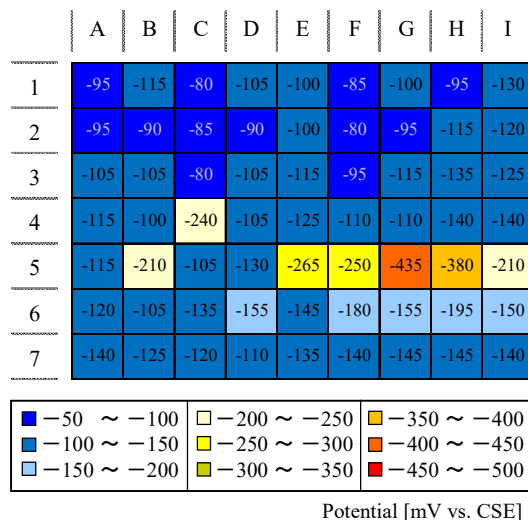 A B C D E F G H I
1 -95 -115 -80 -105 -100 -85 -100 -95 -130
2 -95 -90 -85 -90 -100 -80 -95 -115 -120
3 -105 -105 -80 -105 -115 -95 -115 -135 -125
4 -115 -100 -240 -105 -125 -110 -110 -140 -140
5 -115 -210 -105 -130 -265 -250 -435 -380 -210
6 -120 -105 -135 -155 -145 -180 -155 -195 -150
7 -140 -125 -120 -110 -135 -140 -145 -145 -140
−50 ～ −100 −200 ～ −250 −350 ～ −400
−100 ～ −150 −250 ～ −300 −400 ～ −450
−150 ～ −200 −300 ～ −350 −450 ～ −500
Potential [mV vs. CSE]